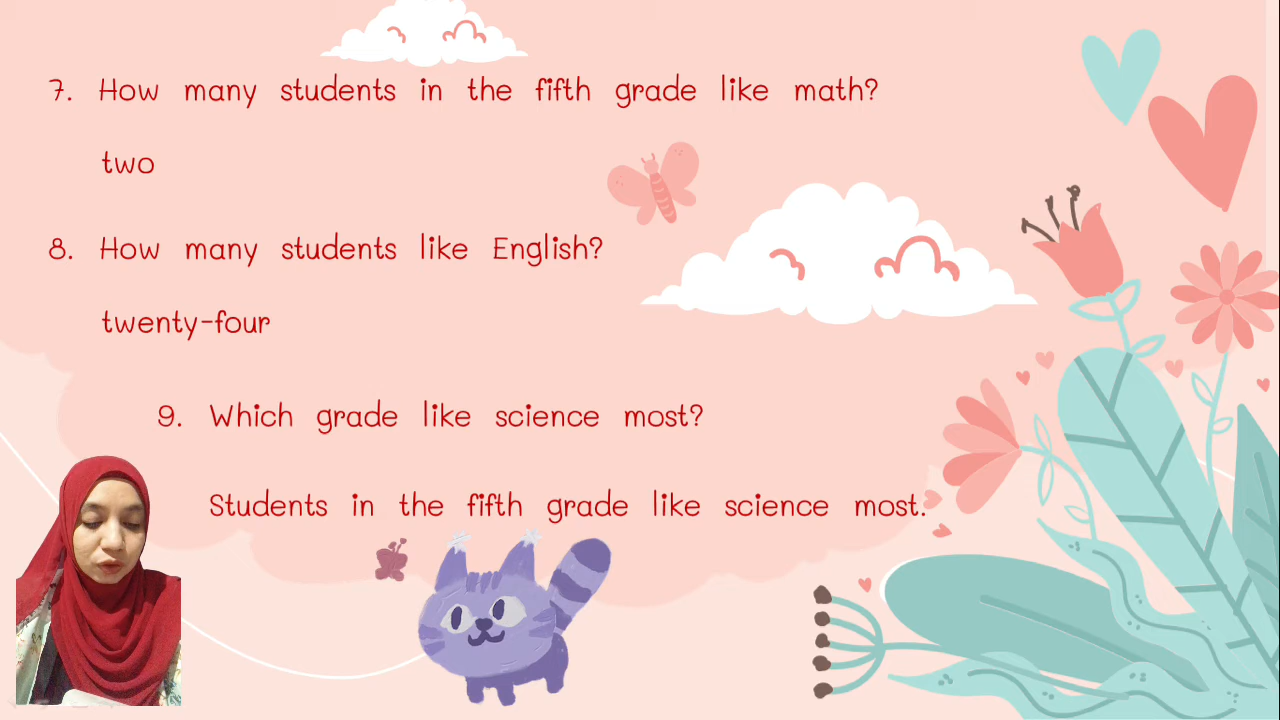 7. How many students in the fifth grade like math?
two
8. How many students like English?
twenty-four
9. Which grade like science most?
Students in the fifth grade like science most.